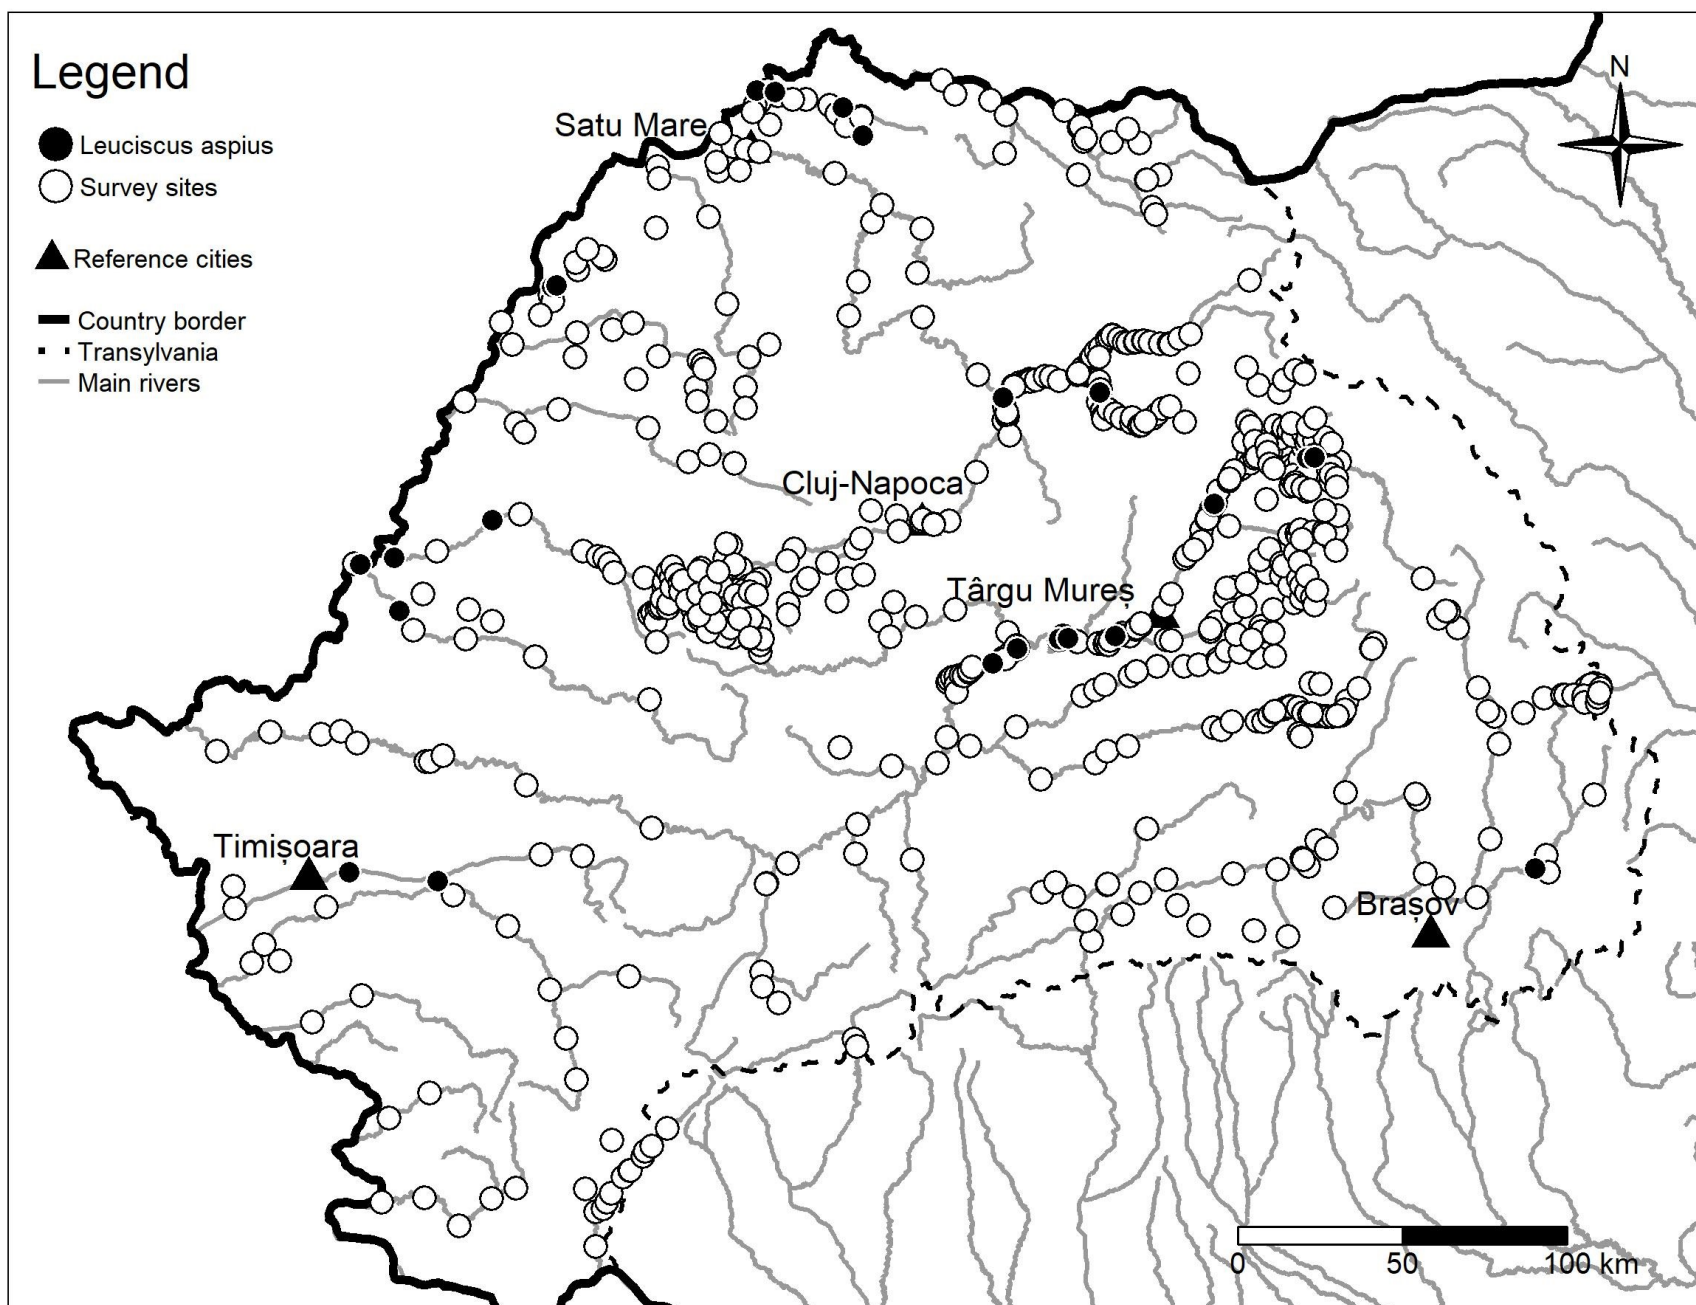 Legend
Leuciscus aspius
Survey sites
Reference cities
Country border
Transylvania
Main rivers
N
Satu Mare
Cluj-Napoca
Târgu Mureș
Timișoara
Brașov
0 50 100 km